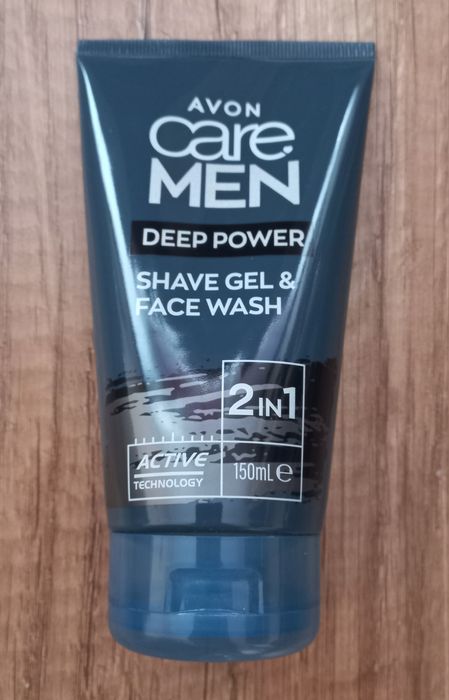 AVON
care.
MEN
DEEP POWER
SHAVE GEL &
FACE WASH
2IN1
ACTIVE
TECHNOLOGY
150mL ℮